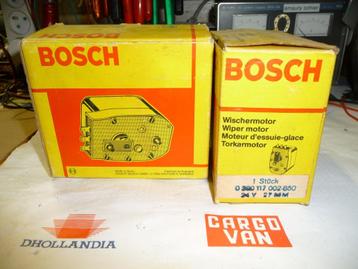 BOSCH
BOSCH
Wischermotor
Wiper motor
Moteur d'essuie-glace
Torkarmotor
1 Stück
0 390 117 002-850
24 V 27 MM
DHOLLANDIA
CARGO
VAN